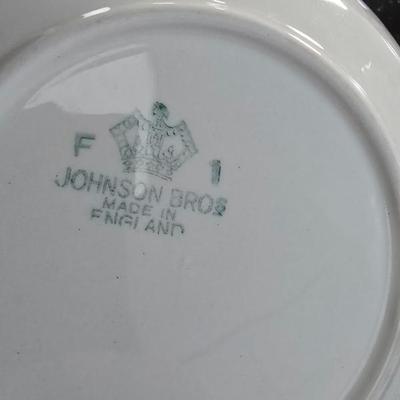 F 1
JOHNSON BROS
MADE IN
ENGLAND